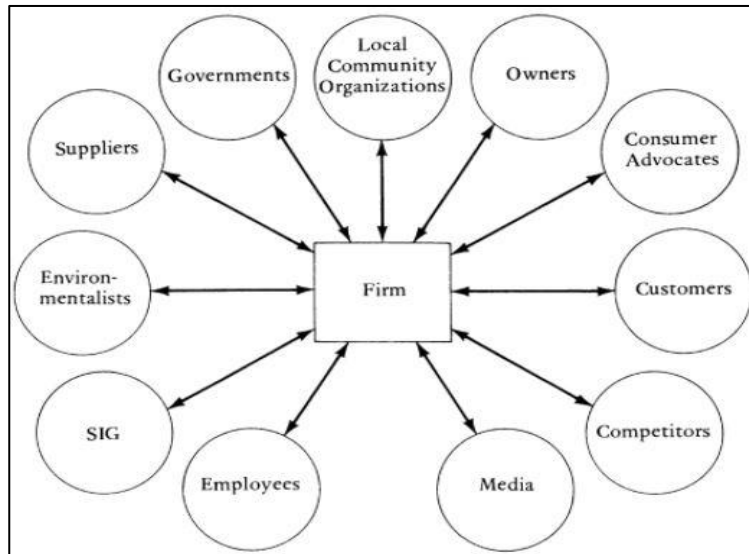 Governments
Local
Community
Organizations
Owners
Suppliers
Consumer
Advocates
Environ-
mentalists
Firm
Customers
SIG
Competitors
Employees
Media